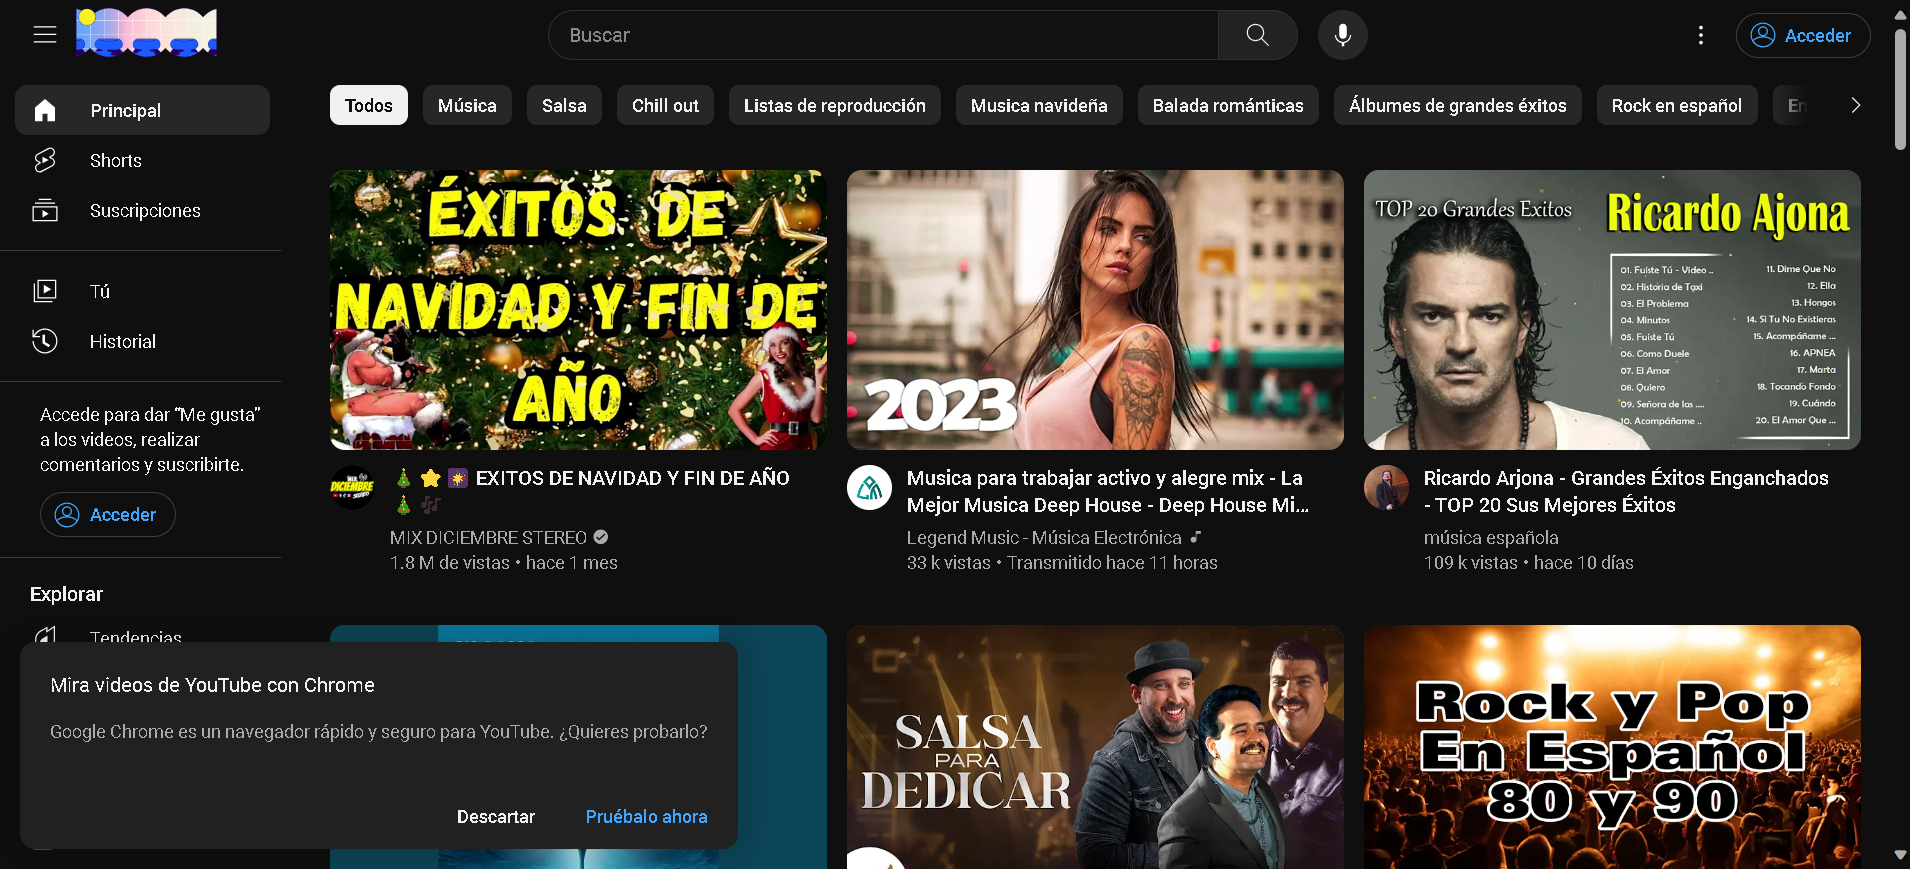 Buscar
Acceder
Principal
Shorts
Suscripciones
Tú
Historial
Accede para dar “Me gusta”
a los videos, realizar
comentarios y suscribirte.
Acceder
Explorar
Tendencias
Todos
Música
Salsa
Chill out
Listas de reproducción
Musica navideña
Balada románticas
Álbumes de grandes éxitos
Rock en español
En
ÉXITOS DE
NAVIDAD Y FIN DE
AÑO
MIX
DICIEMBRE
🎄⭐🎇 EXITOS DE NAVIDAD Y FIN DE AÑO
🎄🎶
MIX DICIEMBRE STEREO
1.8 M de vistas • hace 1 mes
2023
Musica para trabajar activo y alegre mix - La
Mejor Musica Deep House - Deep House Mi...
Legend Music - Música Electrónica
33 k vistas • Transmitido hace 11 horas
TOP 20 Grandes Exitos
Ricardo Ajona
01. Fuiste Tú - Video ..
02. Historia de Taxi
03. El Problema
04. Minutos
05. Fuiste Tú
06. Como Duele
07. El Amor
08. Quiero
09. Señora de las ....
10. Acompáñame ..
11. Dime Que No
12. Ella
13. Hongos
14. Si Tu No Existieras
15. Acompáñame ...
16. APNEA
17. Marta
18. Tocando Fondo
19. Cuándo
20. El Amor Que ...
Ricardo Arjona - Grandes Éxitos Enganchados
- TOP 20 Sus Mejores Éxitos
música española
109 k vistas • hace 10 días
Mira videos de YouTube con Chrome
Google Chrome es un navegador rápido y seguro para YouTube. ¿Quieres probarlo?
Descartar
Pruébalo ahora
SALSA
PARA
DEDICAR
Rock y Pop
En Español
80 y 90